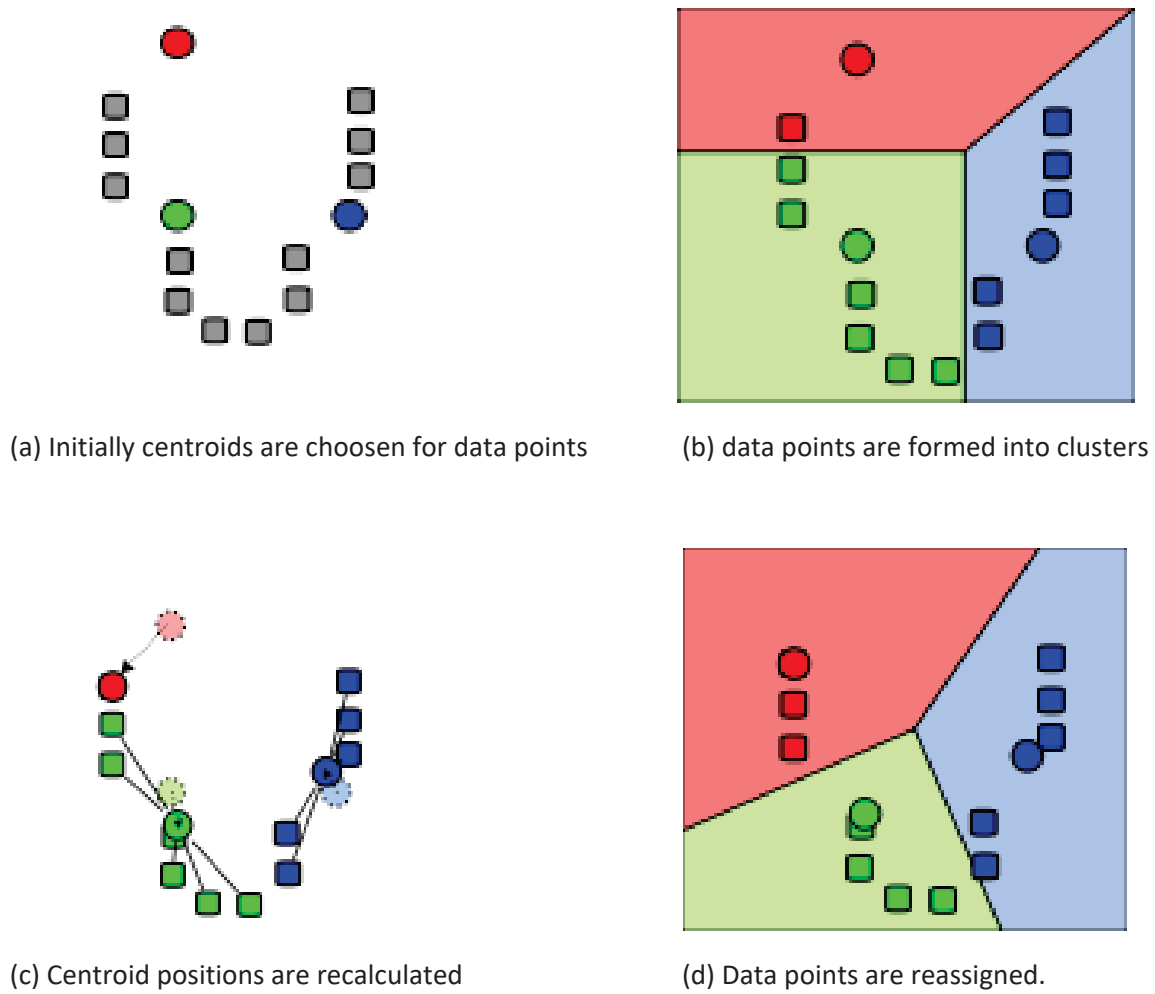 (a) Initially centroids are choosen for data points
(b) data points are formed into clusters
(c) Centroid positions are recalculated
(d) Data points are reassigned.